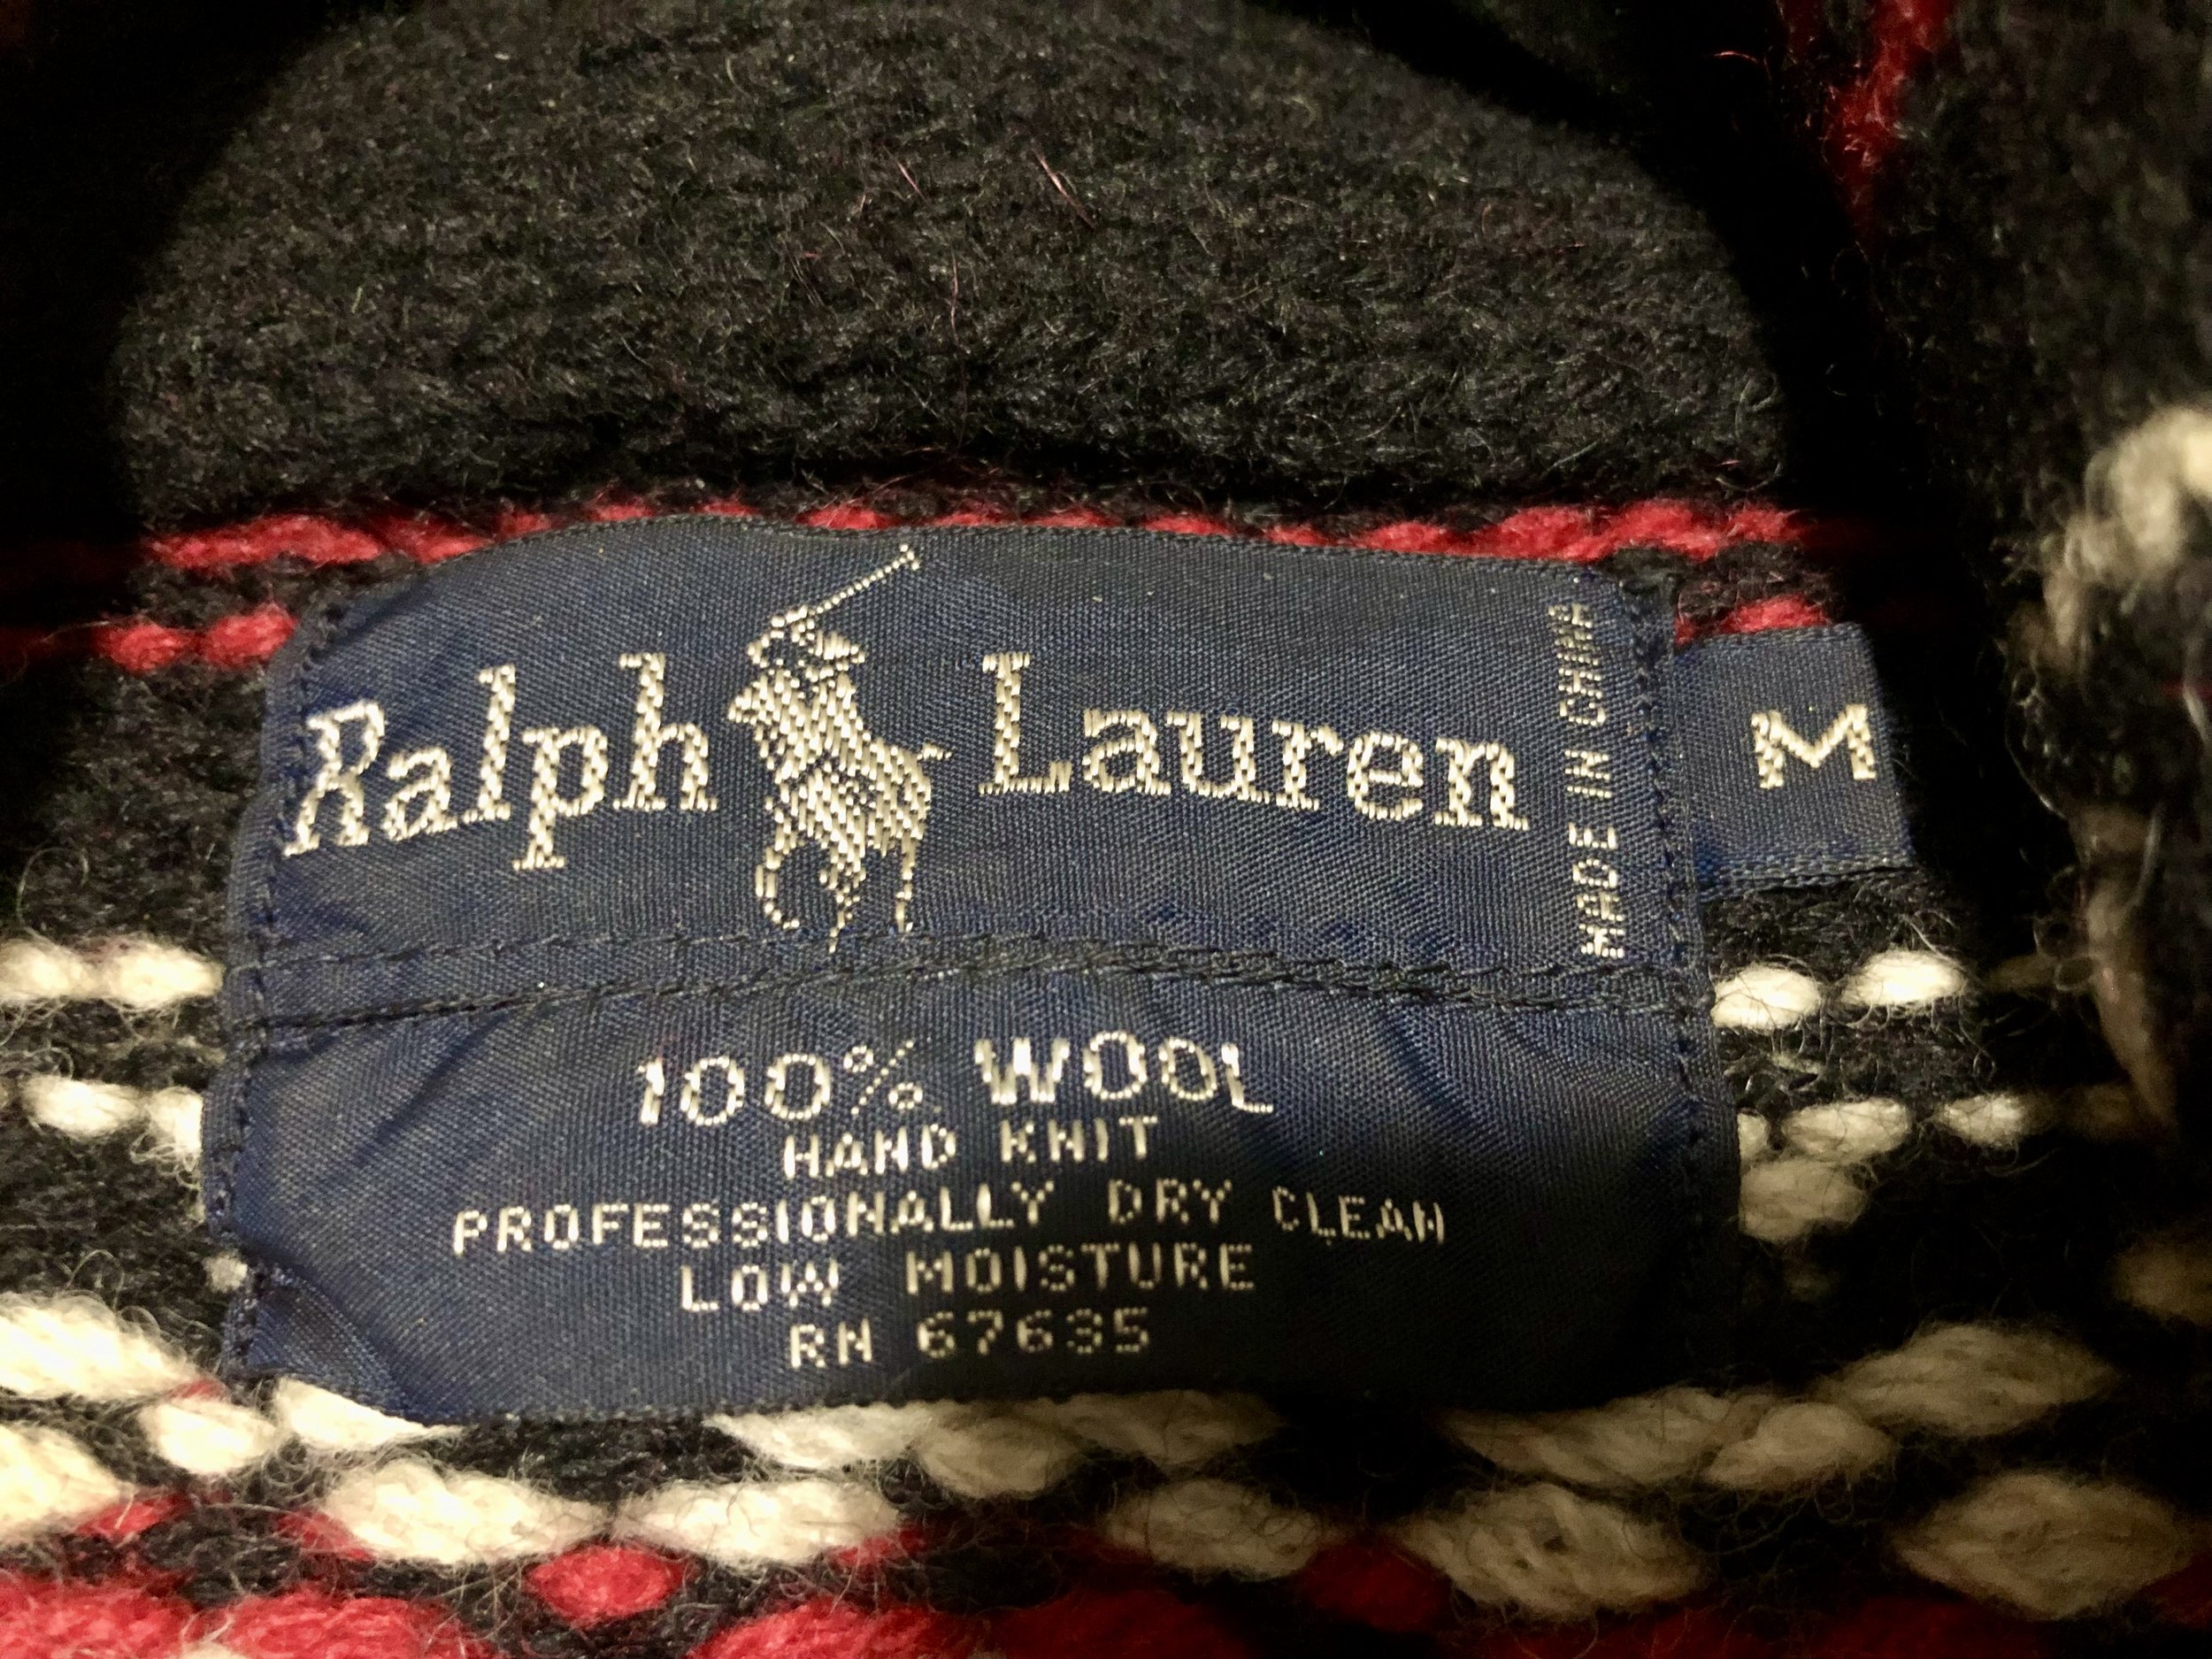 Ralph Lauren
MADE IN CHINA
M
100% WOOL
HAND KNIT
PROFESSIONALLY DRY CLEAN
LOW MOISTURE
RN 67635